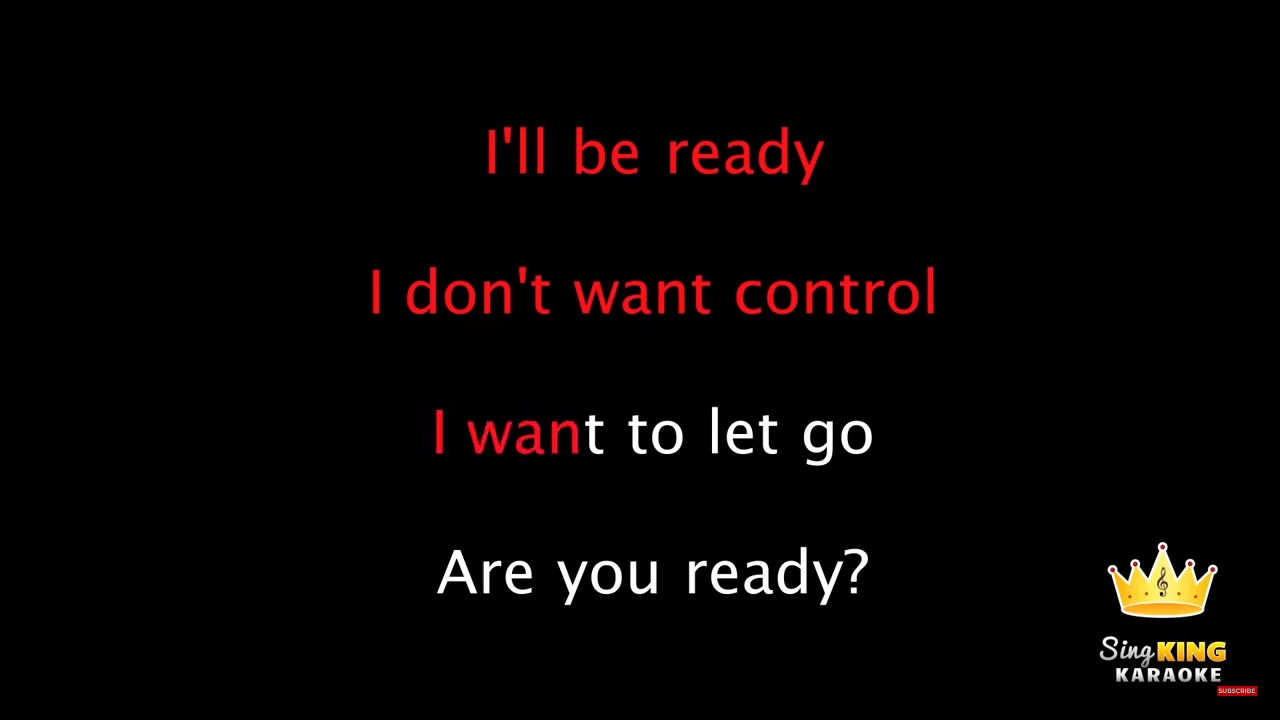 I'll be ready
I don't want control
I want to let go
Are you ready?
Sing KING
KARAOKE
SUBSCRIBE